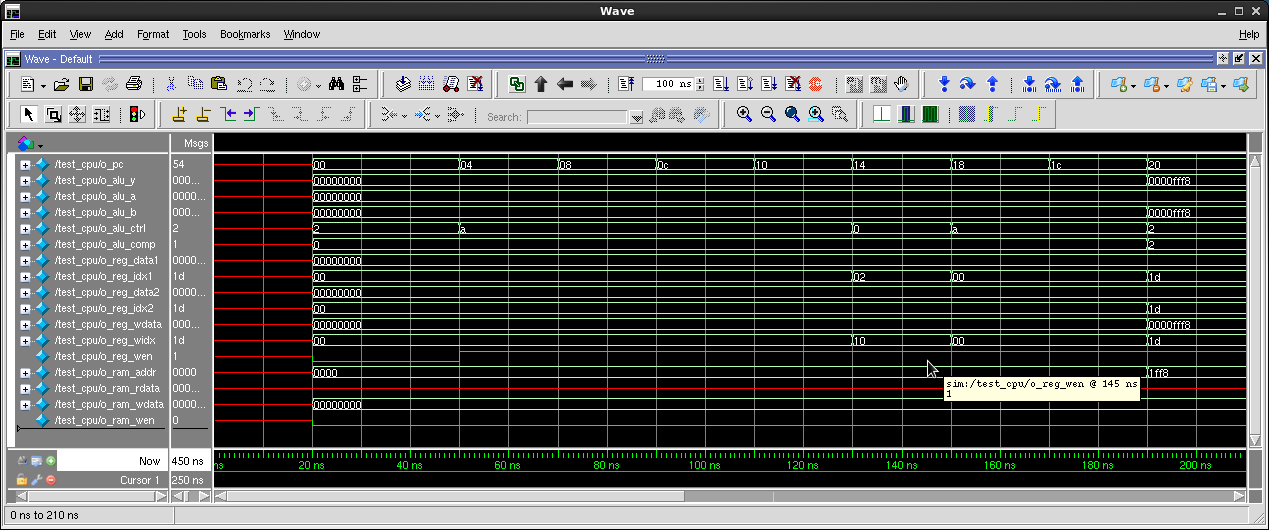 Wave
File Edit View Add Format Tools Bookmarks Window Help
Wave - Default
100 ns
Search:
Msgs
/test_cpu/o_pc 54 00 04 08 0c 10 14 18 1c 20
/test_cpu/o_alu_y 000... 00000000 0000fff8
/test_cpu/o_alu_a 0000... 00000000
/test_cpu/o_alu_b 000... 00000000 0000fff8
/test_cpu/o_alu_ctrl 2 2 a 0 a 2
/test_cpu/o_alu_comp 1 0 2
/test_cpu/o_reg_data1 0000... 00000000
/test_cpu/o_reg_idx1 1d 00 02 00 1d
/test_cpu/o_reg_data2 0000... 00000000
/test_cpu/o_reg_idx2 1d 00 1d
/test_cpu/o_reg_wdata 000... 00000000 0000fff8
/test_cpu/o_reg_widx 1d 00 10 00 1d
/test_cpu/o_reg_wen 1
/test_cpu/o_ram_addr 0000 0000 1ff8
/test_cpu/o_ram_rdata 0000...
sim:/test_cpu/o_reg_wen @ 145 ns
1
/test_cpu/o_ram_wdata 0000... 00000000
/test_cpu/o_ram_wen 0
Now 450 ns ns 20 ns 40 ns 60 ns 80 ns 100 ns 120 ns 140 ns 160 ns 180 ns 200 ns
Cursor 1 250 ns
0 ns to 210 ns